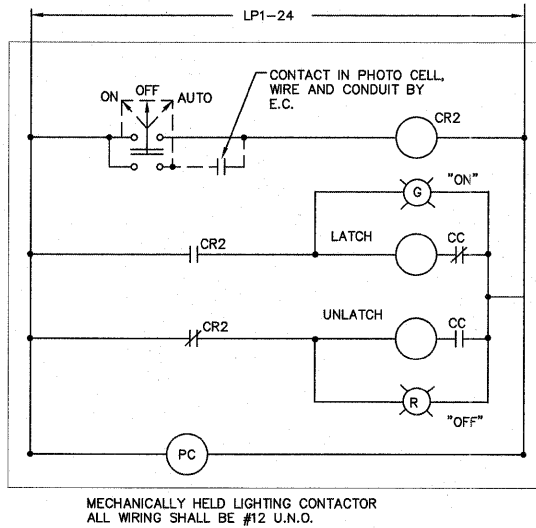 LP1-24
CONTACT IN PHOTO CELL,
WIRE AND CONDUIT BY
E.C.
ON
OFF
AUTO
CR2
G
"ON"
CR2
LATCH
CC
UNLATCH
CC
CR2
R
"OFF"
PC
MECHANICALLY HELD LIGHTING CONTACTOR
ALL WIRING SHALL BE #12 U.N.O.